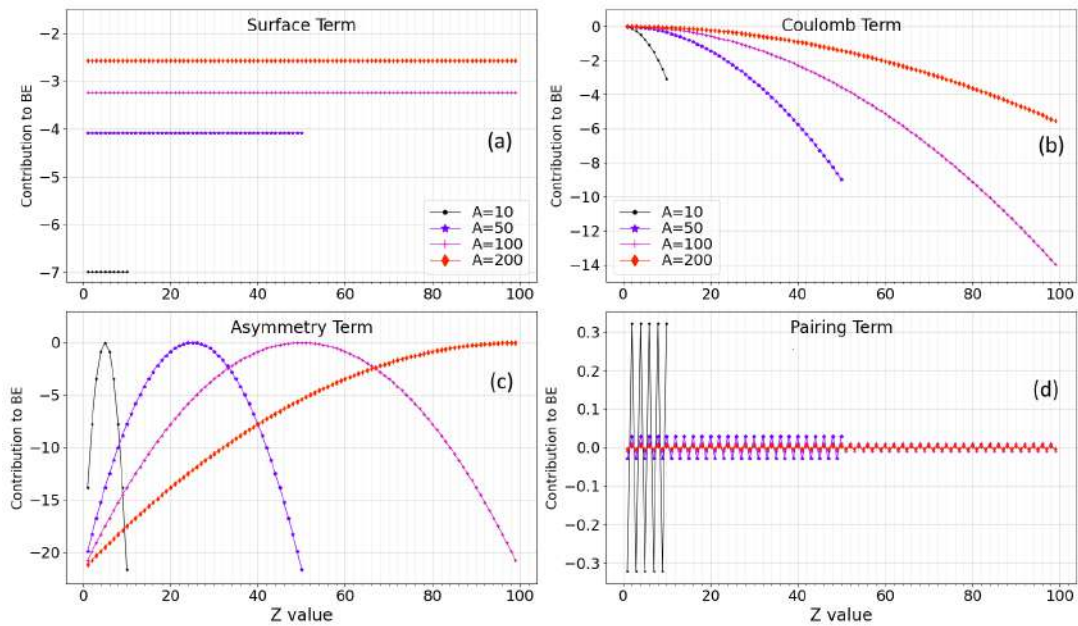 Surface Term
Contribution to BE
−2
−3
−4
−5
−6
−7
(a)
A=10
A=50
A=100
A=200
0 20 40 60 80 100
Coulomb Term
Contribution to BE
0
−2
−4
−6
−8
−10
−12
−14
(b)
A=10
A=50
A=100
A=200
0 20 40 60 80 100
Asymmetry Term
Contribution to BE
0
−5
−10
−15
−20
(c)
0 20 40 60 80 100
Z value
Pairing Term
Contribution to BE
0.3
0.2
0.1
0.0
−0.1
−0.2
−0.3
(d)
0 20 40 60 80 100
Z value